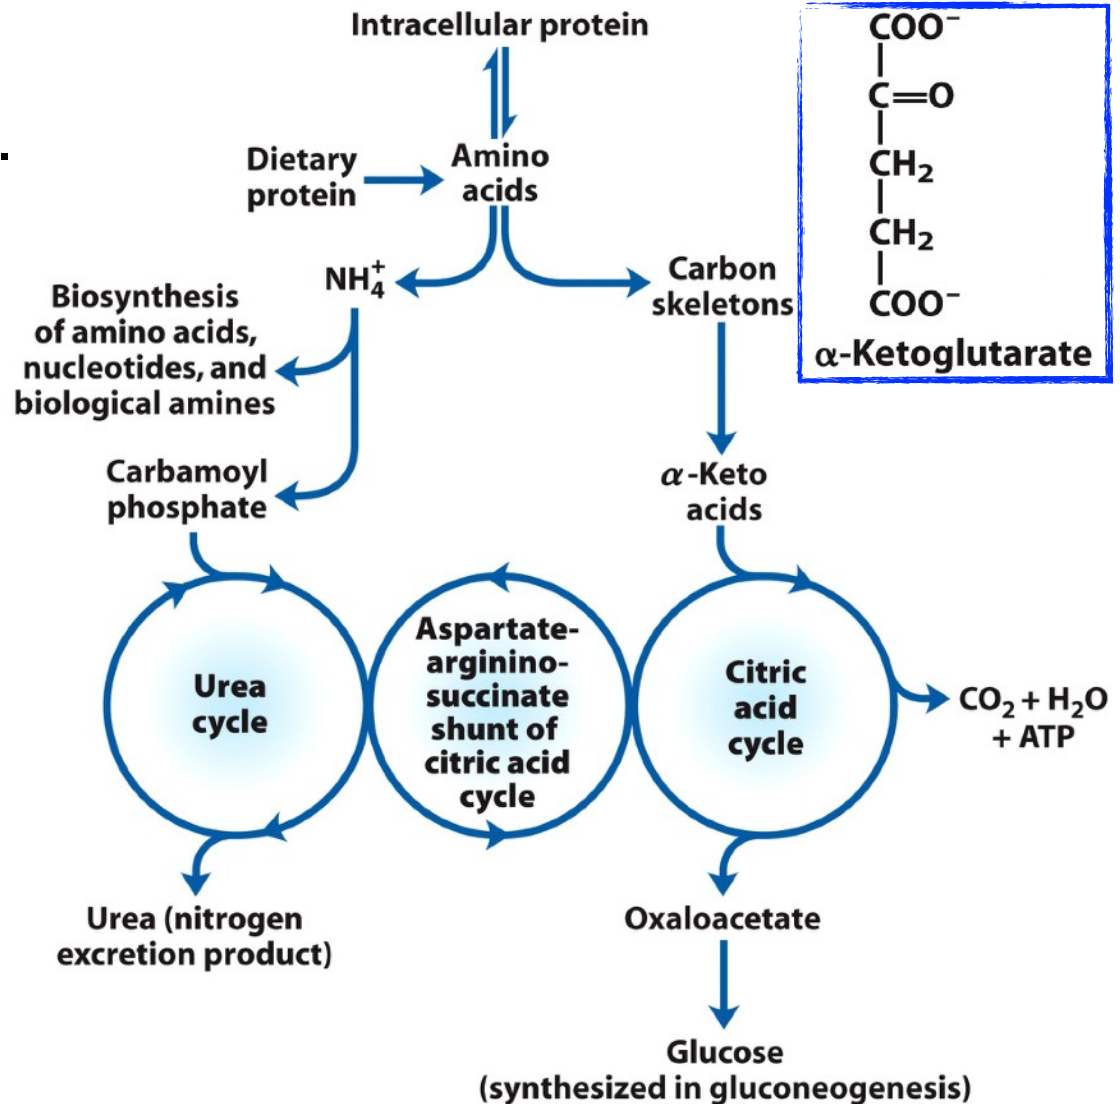 Intracellular protein
Dietary
protein
Amino
acids
NH₄⁺
Carbon
skeletons
Biosynthesis
of amino acids,
nucleotides, and
biological amines
Carbamoyl
phosphate
α-Keto
acids
Urea
cycle
Aspartate-
arginino-
succinate
shunt of
citric acid
cycle
Citric
acid
cycle
CO₂ + H₂O
+ ATP
Urea (nitrogen
excretion product)
Oxaloacetate
Glucose
(synthesized in gluconeogenesis)
COO⁻
C=O
CH₂
CH₂
COO⁻
α-Ketoglutarate